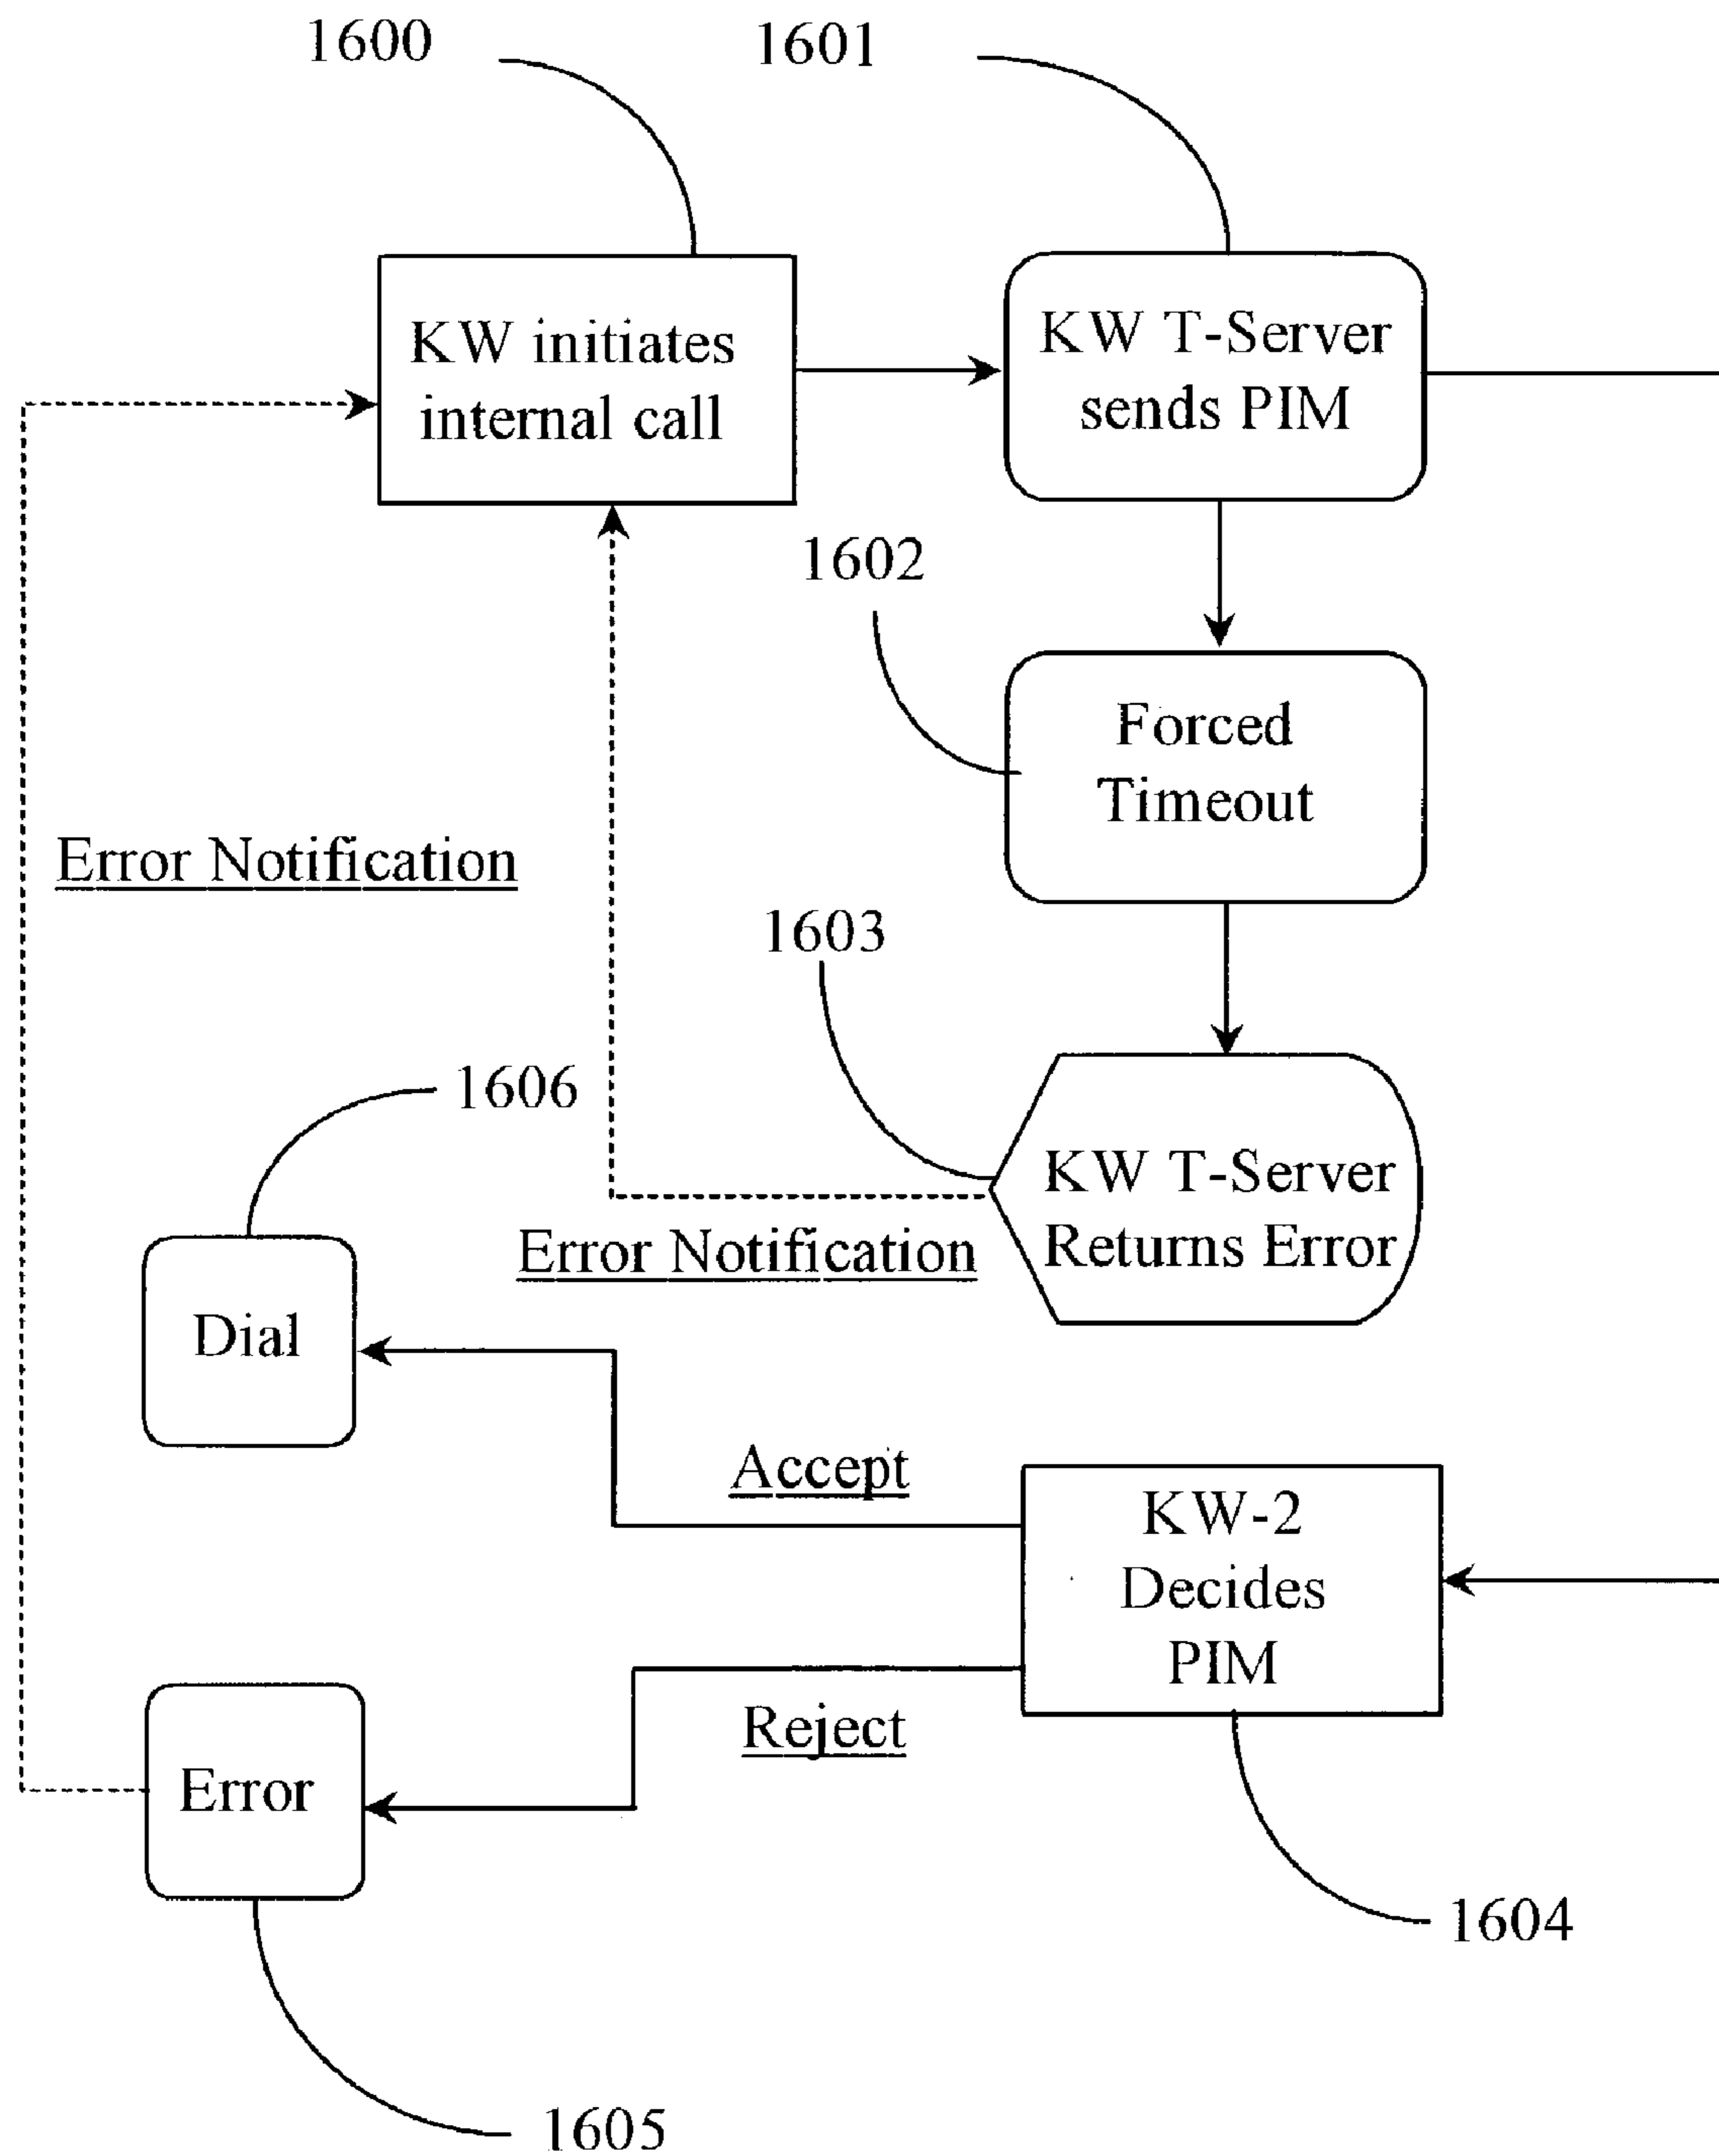 1600
1601
KW initiates
internal call
KW T-Server
sends PIM
1602
Forced
Timeout
Error Notification
1603
KW T-Server
Returns Error
Error Notification
1606
Dial
Accept
KW-2
Decides
PIM
Reject
Error
1604
1605